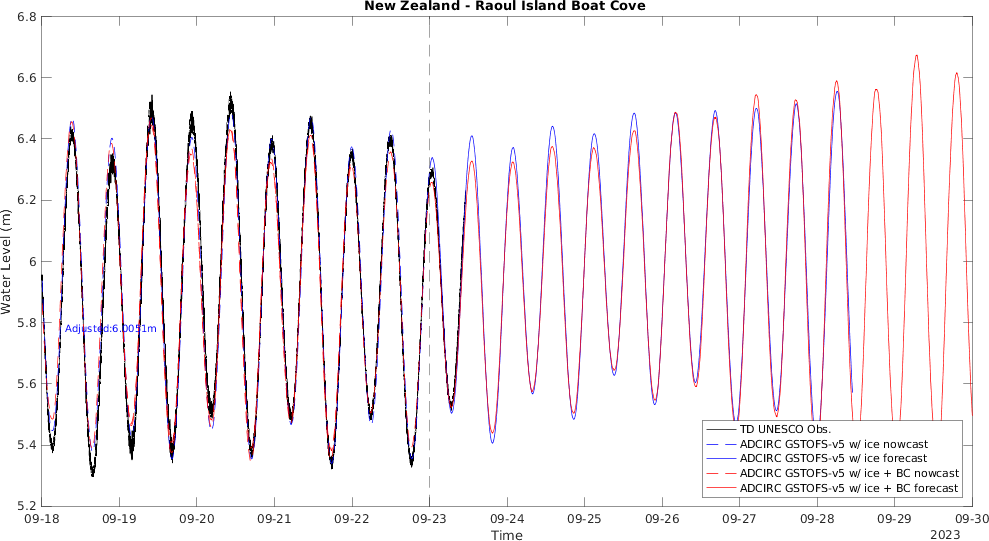 New Zealand - Raoul Island Boat Cove
6.8
6.6
6.4
6.2
6
5.8
5.6
5.4
5.2
Water Level (m)
Adjusted:6.0051m
TD UNESCO Obs.
ADCIRC GSTOFS-v5 w/ ice nowcast
ADCIRC GSTOFS-v5 w/ ice forecast
ADCIRC GSTOFS-v5 w/ ice + BC nowcast
ADCIRC GSTOFS-v5 w/ ice + BC forecast
09-18 09-19 09-20 09-21 09-22 09-23 09-24 09-25 09-26 09-27 09-28 09-29 09-30
Time
2023